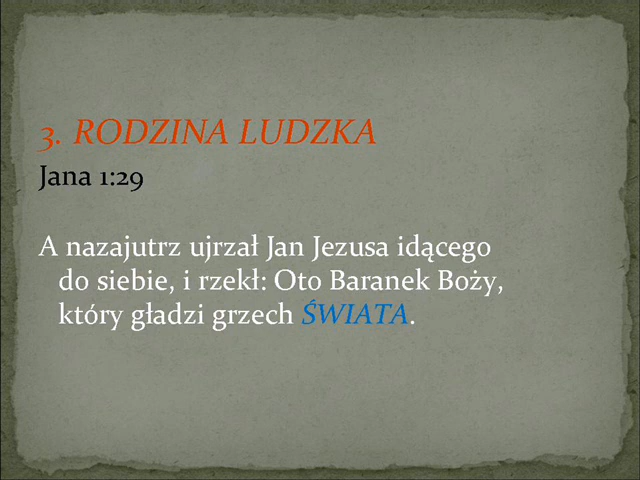 3. RODZINA LUDZKA
Jana 1:29
A nazajutrz ujrzał Jan Jezusa idącego
do siebie, i rzekł: Oto Baranek Boży,
który gładzi grzech ŚWIATA.